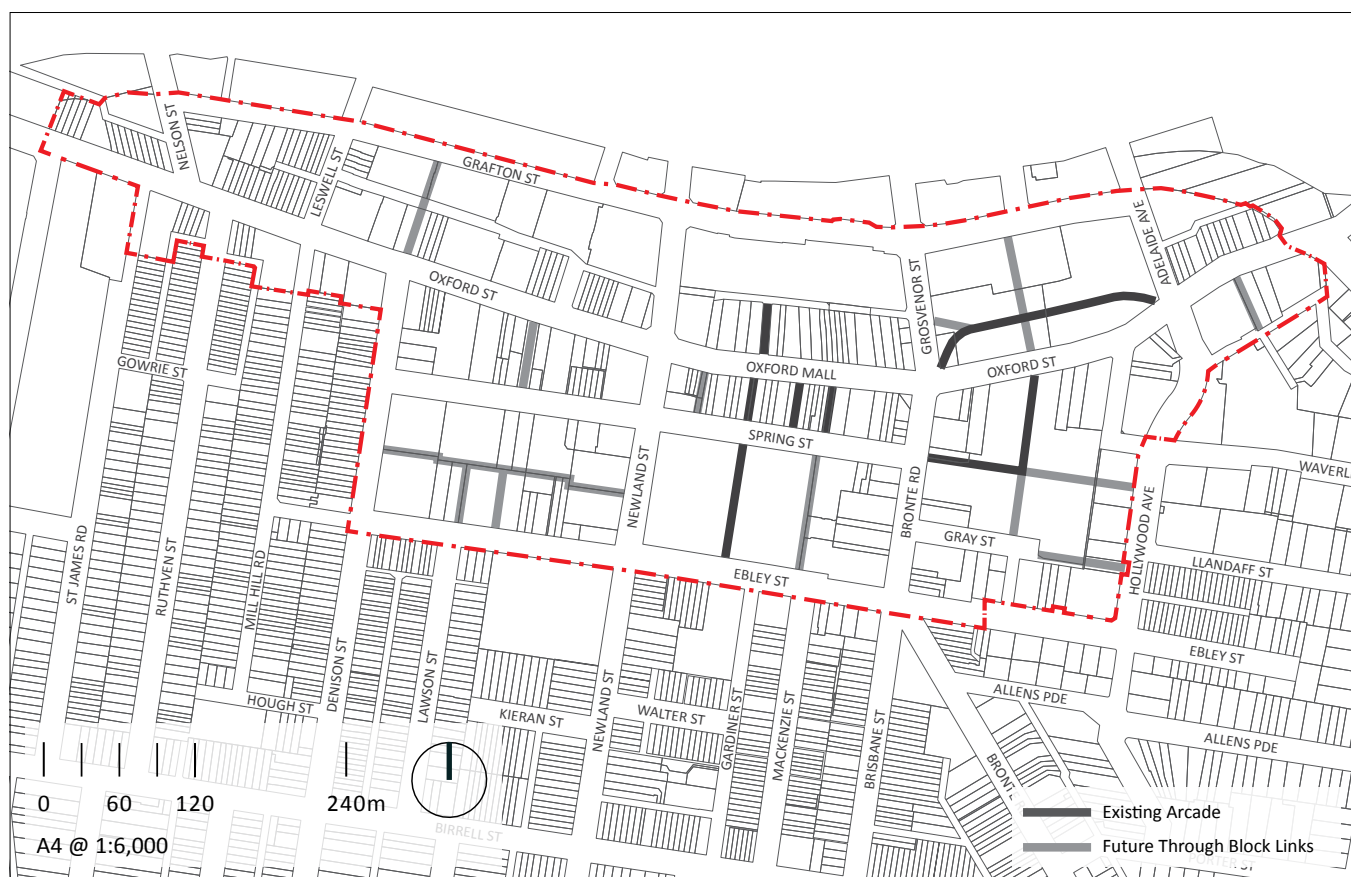 NELSON ST
LESWELL ST
GRAFTON ST
ADELAIDE AVE
GROSVENOR ST
OXFORD ST
OXFORD MALL
OXFORD ST
GOWRIE ST
SPRING ST
NEWLAND ST
BRONTE RD
WAVERL
HOLLYWOOD AVE
GRAY ST
LLANDAFF ST
ST JAMES RD
RUTHVEN ST
MILL HILL RD
EBLEY ST
DENISON ST
LAWSON ST
EBLEY ST
HOUGH ST
KIERAN ST
NEWLAND ST
WALTER ST
GARDINER ST
MACKENZIE ST
BRISBANE ST
ALLENS PDE
ALLENS PDE
BRONT
0 60 120 240m
A4 @ 1:6,000
BIRRELL ST
Existing Arcade
Future Through Block Links
PORTER ST